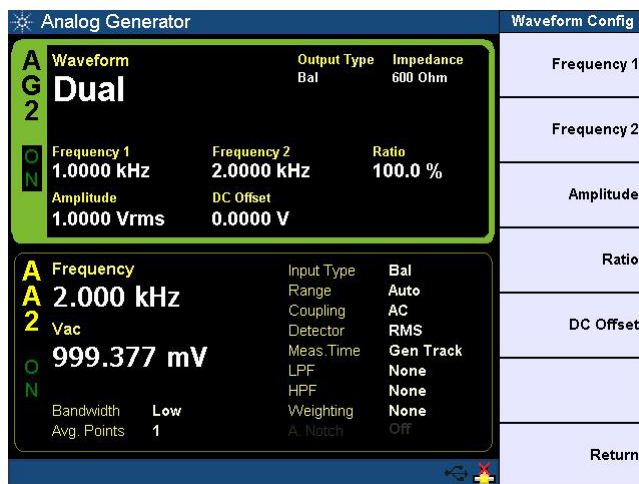 Analog Generator
Waveform Config
AG2
ON
Waveform
Dual
Output Type Impedance
Bal 600 Ohm
Frequency 1 Frequency 2 Ratio
1.0000 kHz 2.0000 kHz 100.0 %
Amplitude DC Offset
1.0000 Vrms 0.0000 V
AA2
ON
Frequency
2.000 kHz
Vac
999.377 mV
Bandwidth Low
Avg. Points 1
Input Type Bal
Range Auto
Coupling AC
Detector RMS
Meas.Time Gen Track
LPF None
HPF None
Weighting None
A. Notch Off
Frequency 1
Frequency 2
Amplitude
Ratio
DC Offset
Return